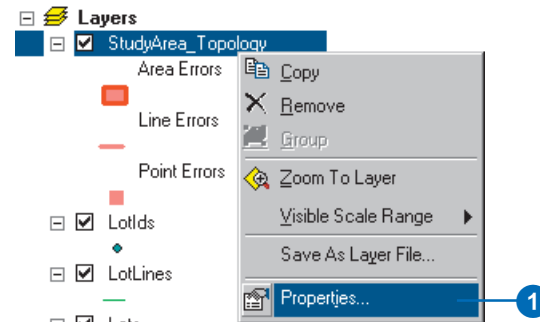 Layers
StudyArea_Topology
Area Errors
Line Errors
Point Errors
LotIds
LotLines
Copy
Remove
Group
Zoom To Layer
Visible Scale Range
Save As Layer File...
Properties...
1